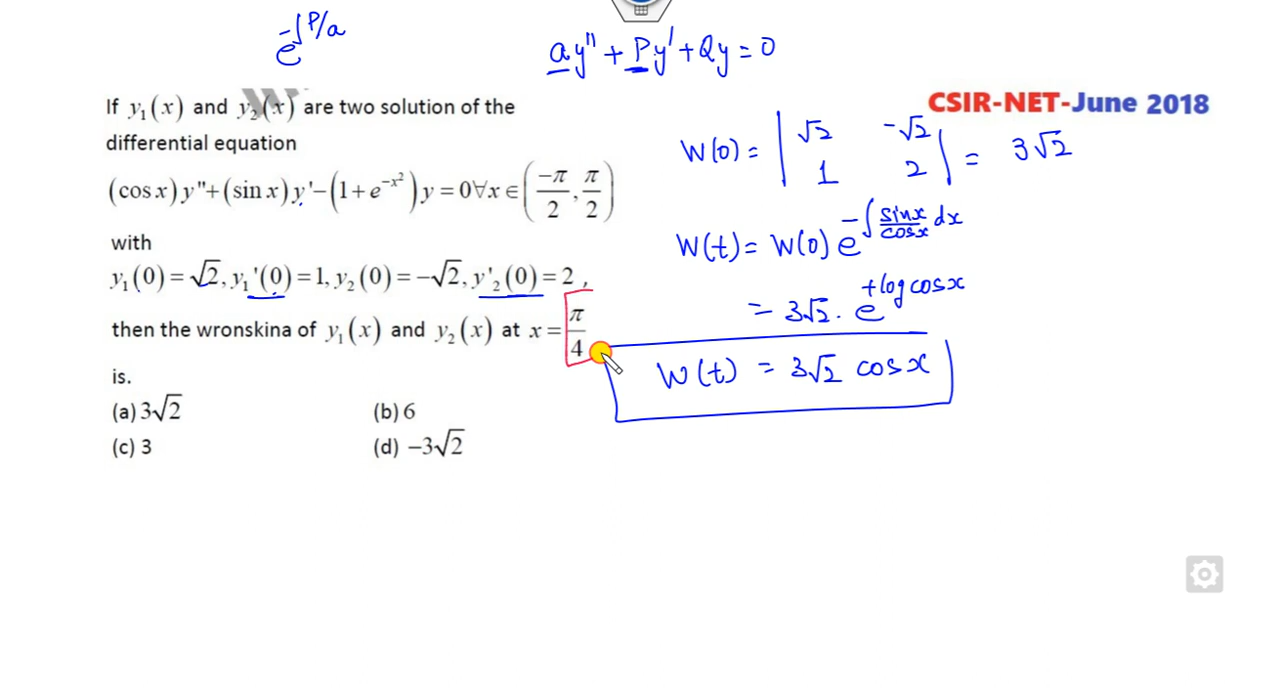 e^{-∫P/a}
ay'' + Py' + Qy = 0
If y₁(x) and y₂(x) are two solution of the
differential equation
(cos x) y''+(sin x) y'−(1+e^{-x²}) y = 0∀x ∈ (−π/2, π/2)
with
y₁(0) = √2, y₁'(0) = 1, y₂(0) = −√2, y'₂(0) = 2 ,
then the wronskina of y₁(x) and y₂(x) at x = π/4
is.
(a) 3√2 (b) 6
(c) 3 (d) −3√2
CSIR-NET-June 2018
W(0) = | √2 -√2 |
| 1 2 | = 3√2
W(t) = W(0) e^{-∫ sinx/cosx dx}
= 3√2 . e^{+log cosx}
W(t) = 3√2 cosx